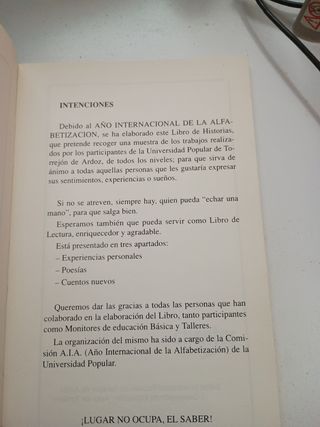 INTENCIONES
Debido al AÑO INTERNACIONAL DE LA ALFA-
BETIZACION, se ha elaborado este Libro de Historias,
que pretende recoger una muestra de los trabajos realiza-
dos por los participantes de la Universidad Popular de To-
rrejón de Ardoz, de todos los niveles; para que sirva de
ánimo a todas aquellas personas que les gustaría expresar
sus sentimientos, experiencias o sueños.
Si no se atreven, siempre hay, quien pueda "echar una
mano", para que salga bien.
Esperamos también que pueda servir como Libro de
Lectura, enriquecedor y agradable.
Está presentado en tres apartados:
– Experiencias personales
– Poesías
– Cuentos nuevos
Queremos dar las gracias a todas las personas que han
colaborado en la elaboración del Libro, tanto participantes
como Monitores de educación Básica y Talleres.
La organización del mismo ha sido a cargo de la Comi-
sión A.I.A. (Año Internacional de la Alfabetización) de la
Universidad Popular.
¡LUGAR NO OCUPA, EL SABER!